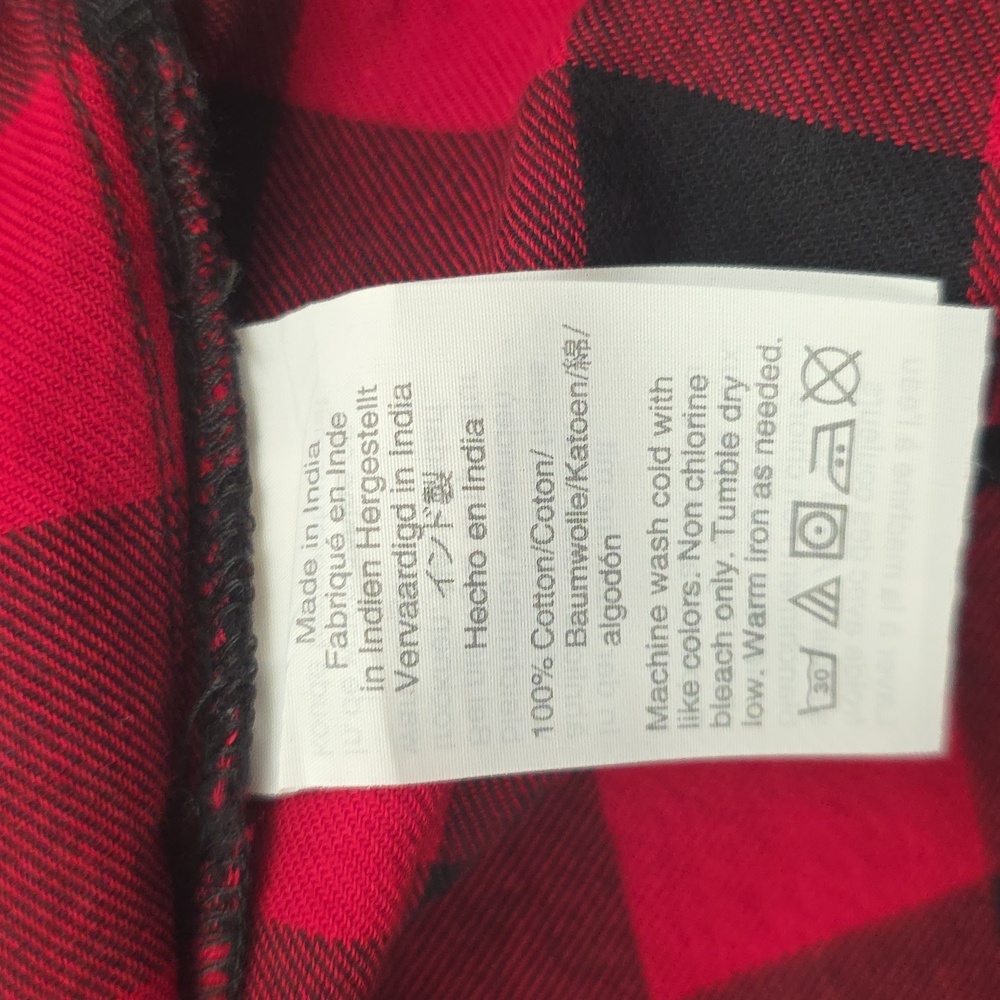 Made in India
Fabriqué en Inde
in Indien Hergestellt
Vervaardigd in India
インド製
Hecho en India
100% Cotton/Coton/
Baumwolle/Katoen/綿/
algodón
Machine wash cold with
like colors. Non chlorine
bleach only. Tumble dry
low. Warm iron as needed.
30